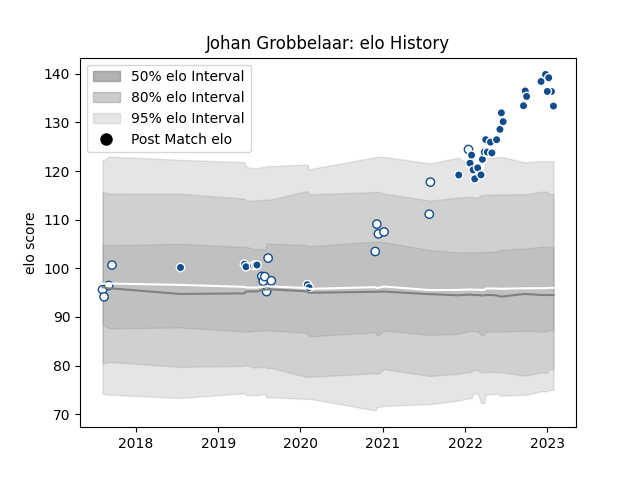 Johan Grobbelaar: elo History
50% elo Interval
80% elo Interval
95% elo Interval
Post Match elo
elo score
140
130
120
110
100
90
80
70
2018
2019
2020
2021
2022
2023